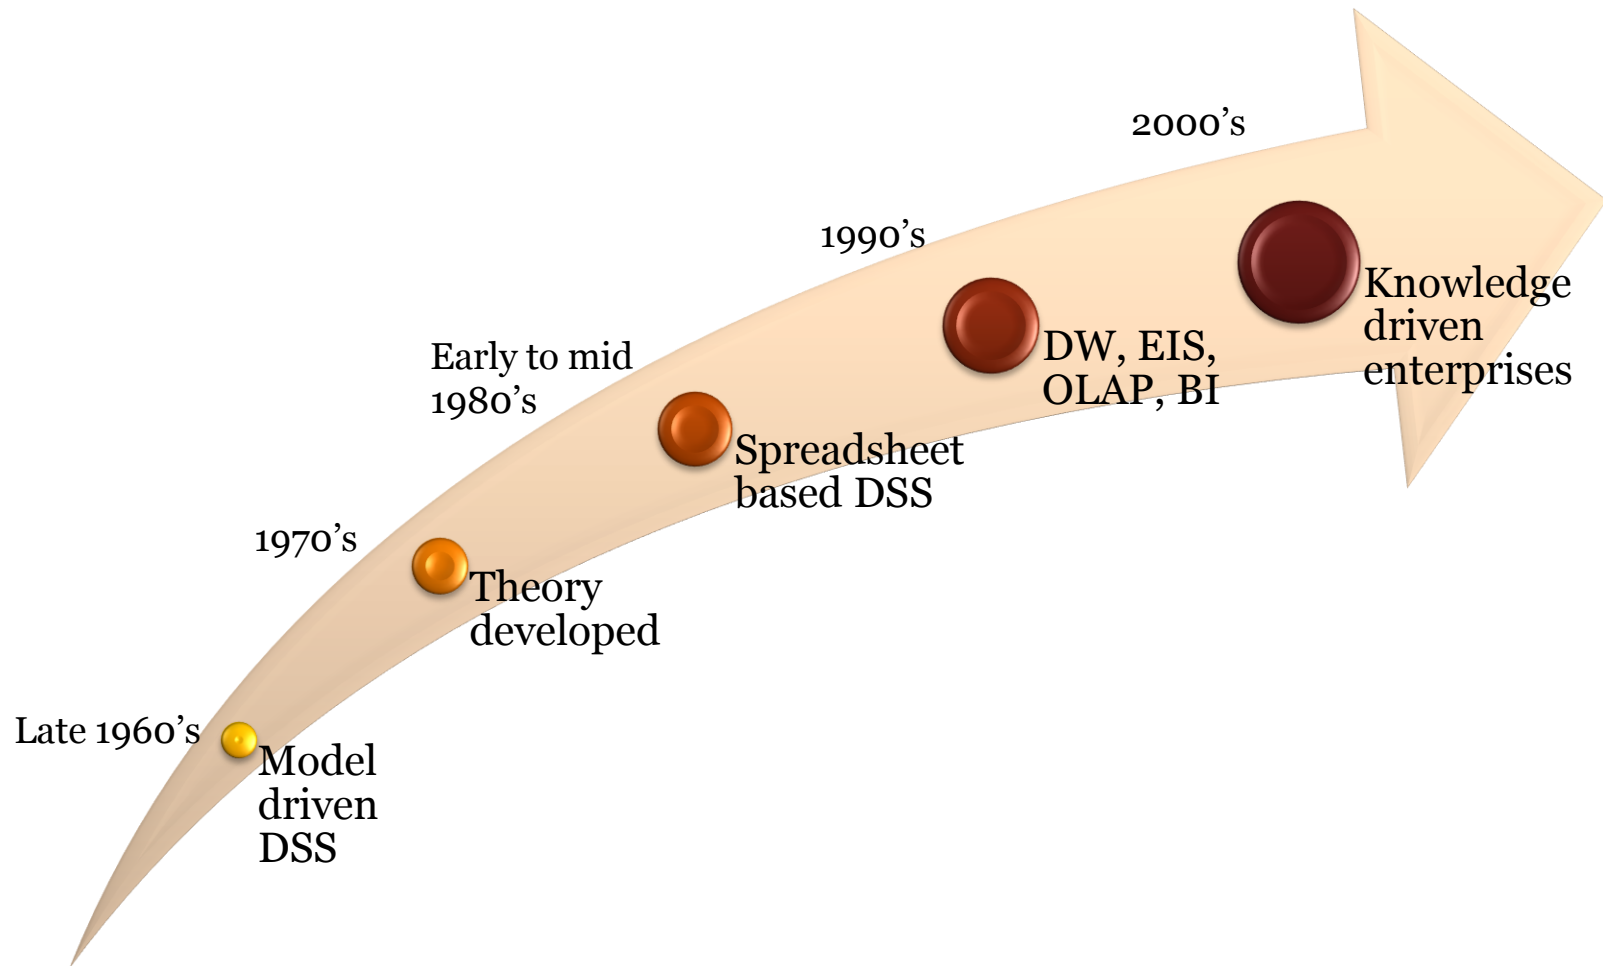 Late 1960’s
Model
driven
DSS
1970’s
Theory
developed
Early to mid
1980’s
Spreadsheet
based DSS
1990’s
DW, EIS,
OLAP, BI
2000’s
Knowledge
driven
enterprises